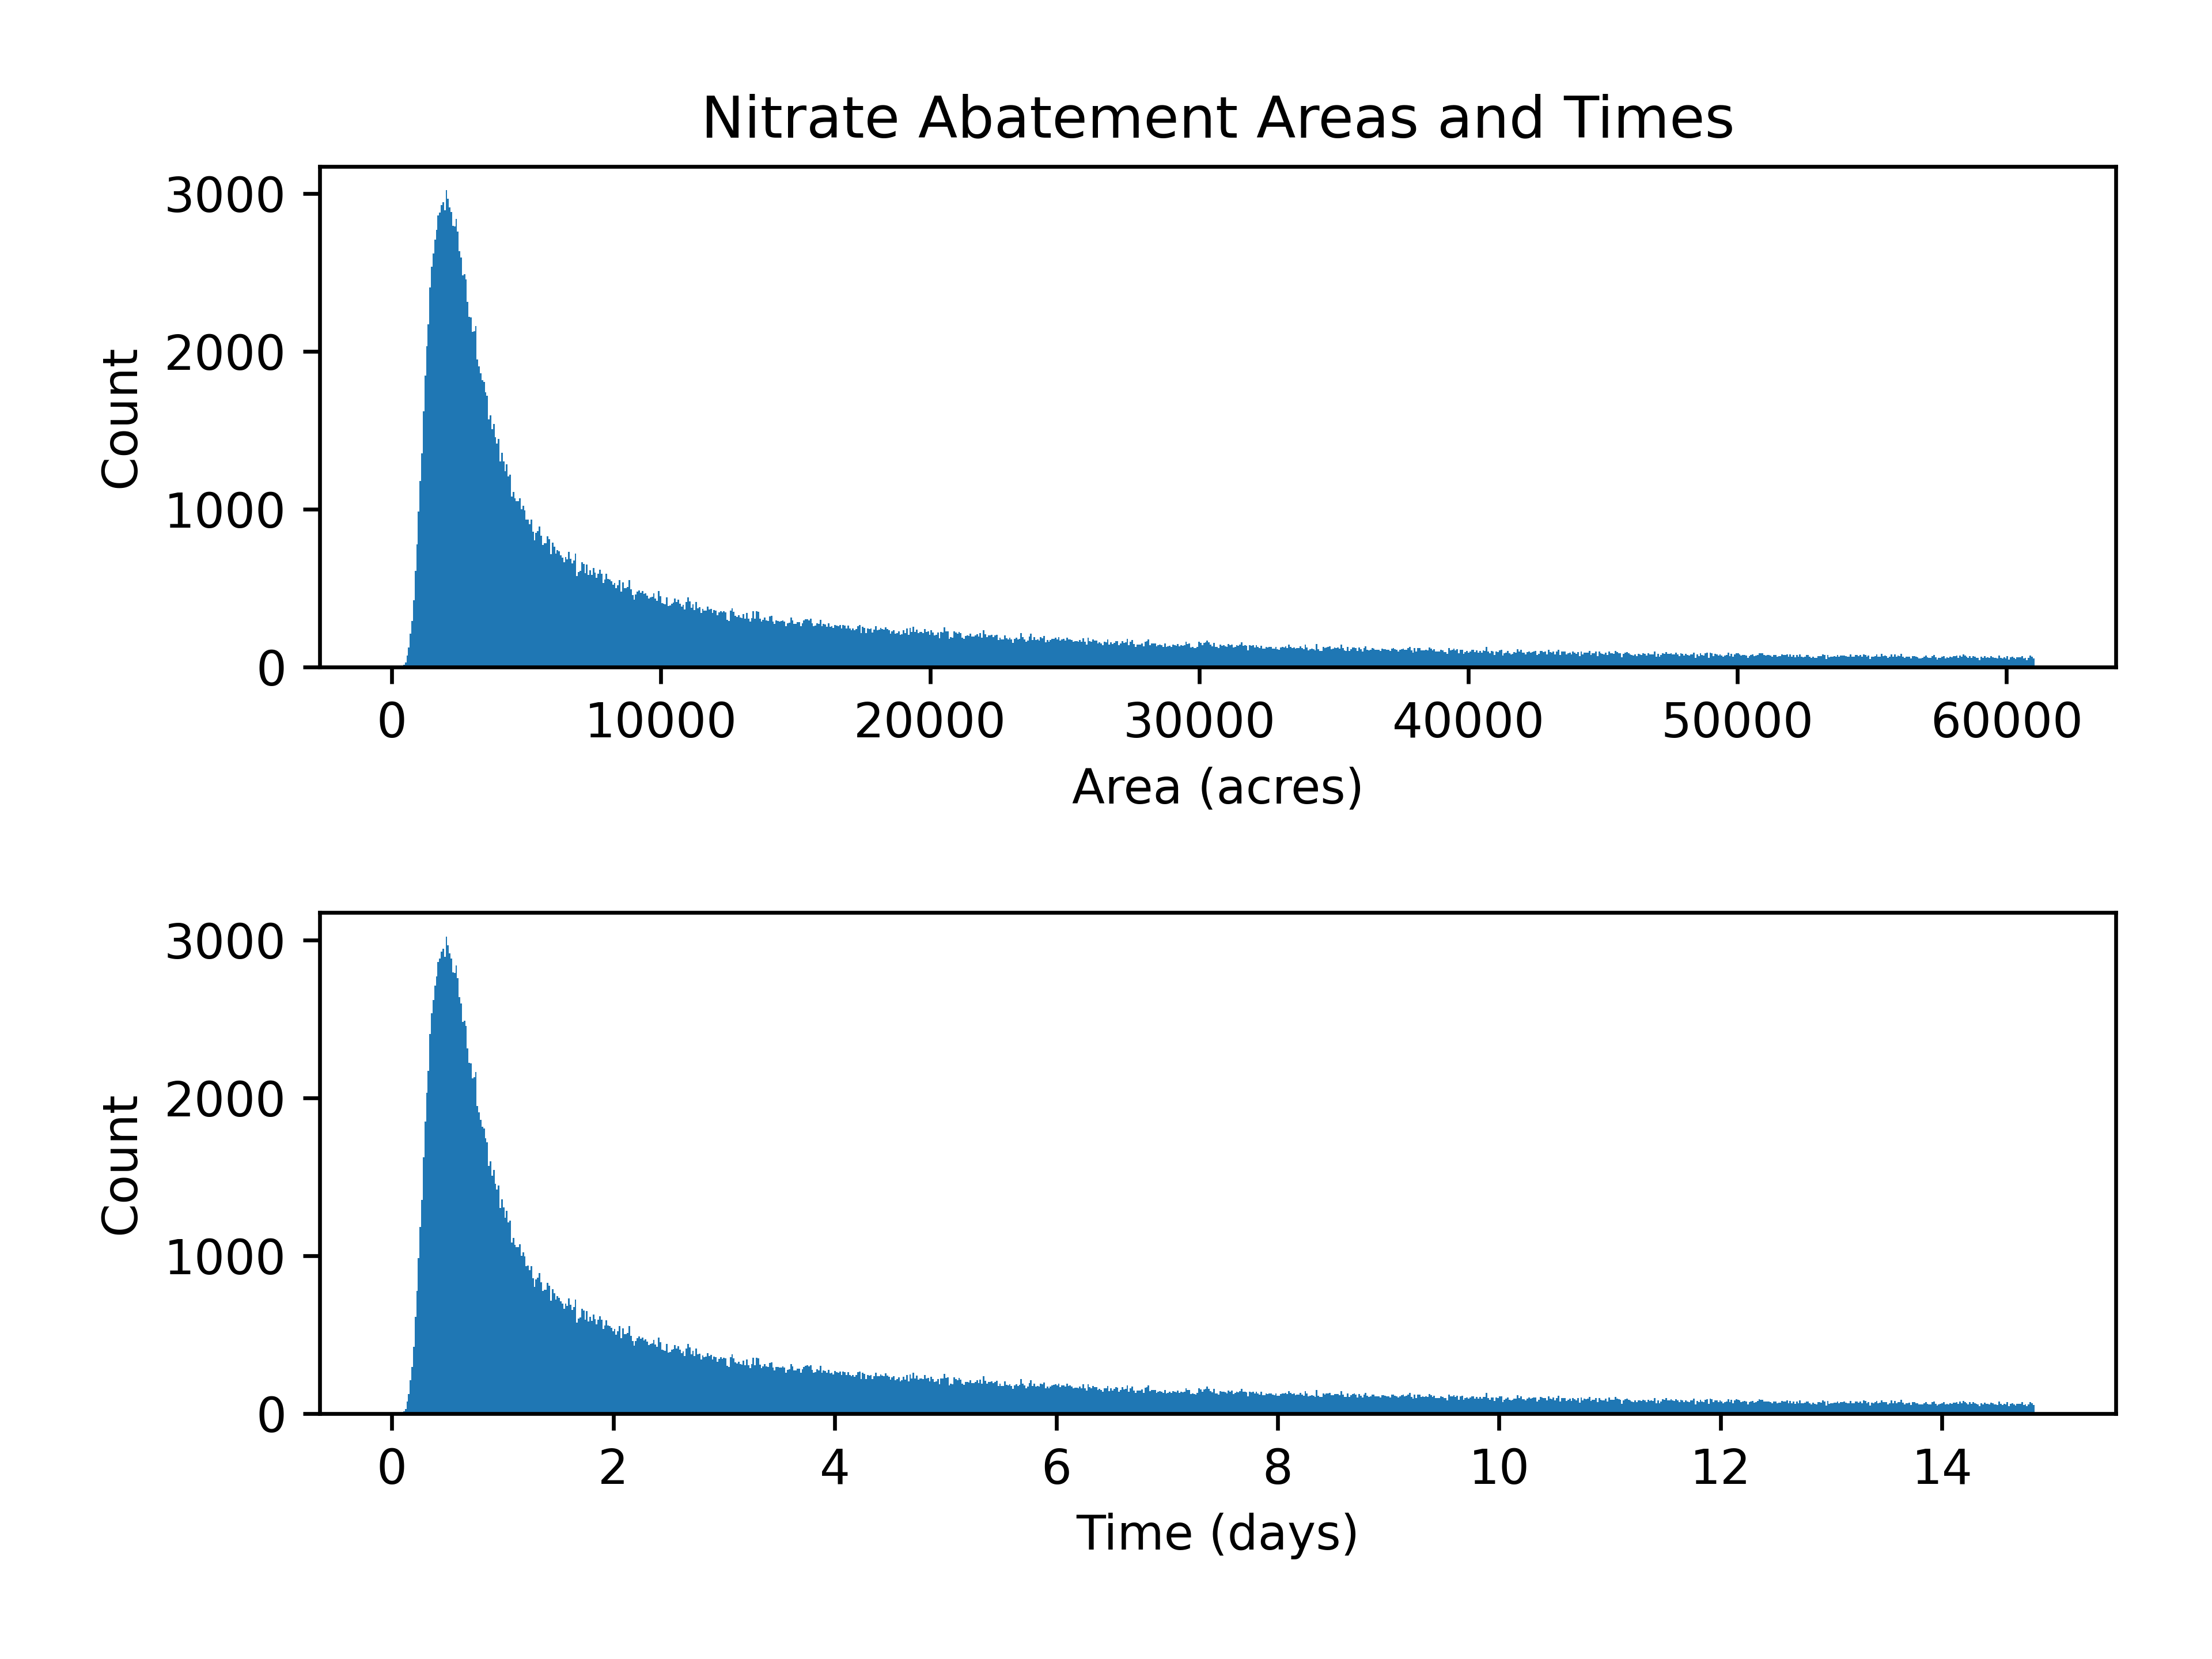 Nitrate Abatement Areas and Times
3000
2000
1000
0
Count
0 10000 20000 30000 40000 50000 60000
Area (acres)
3000
2000
1000
0
Count
0 2 4 6 8 10 12 14
Time (days)